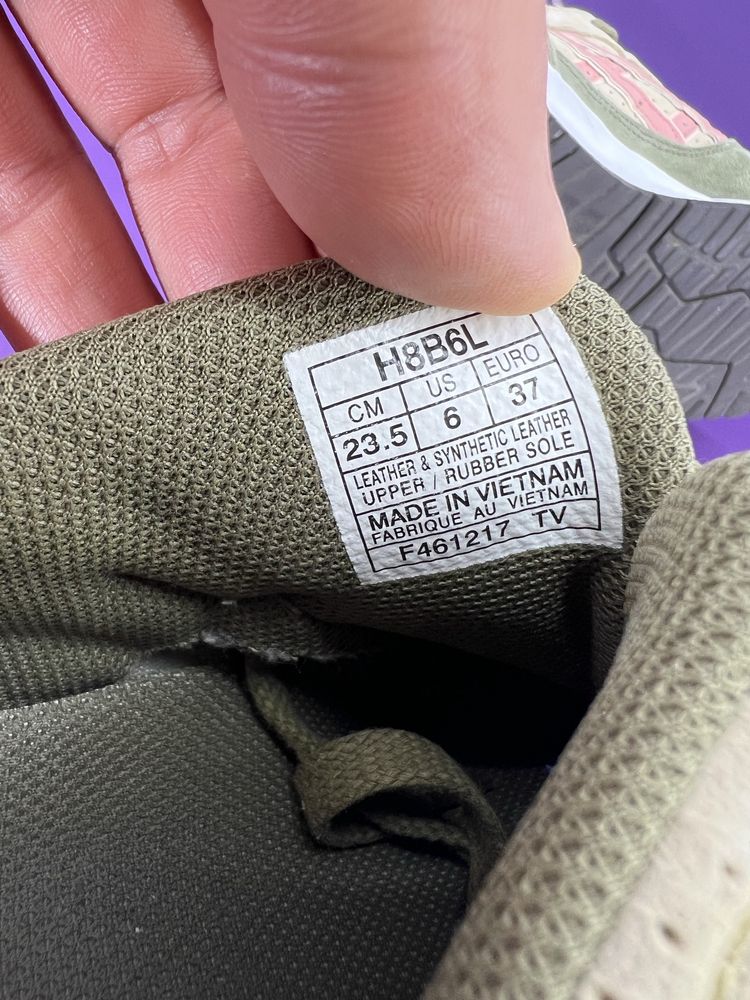 H8B6L
CM US EURO
23.5 6 37
LEATHER & SYNTHETIC LEATHER
UPPER / RUBBER SOLE
MADE IN VIETNAM
FABRIQUE AU VIETNAM
F461217 TV